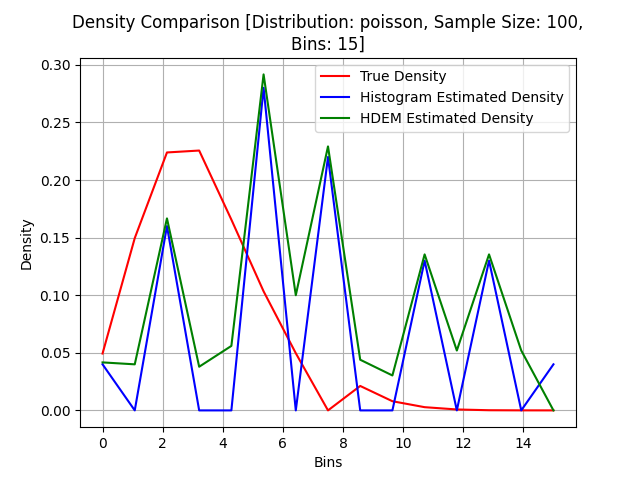 Density Comparison [Distribution: poisson, Sample Size: 100,
Bins: 15]
True Density
Histogram Estimated Density
HDEM Estimated Density
Density
0.30
0.25
0.20
0.15
0.10
0.05
0.00
0 2 4 6 8 10 12 14
Bins